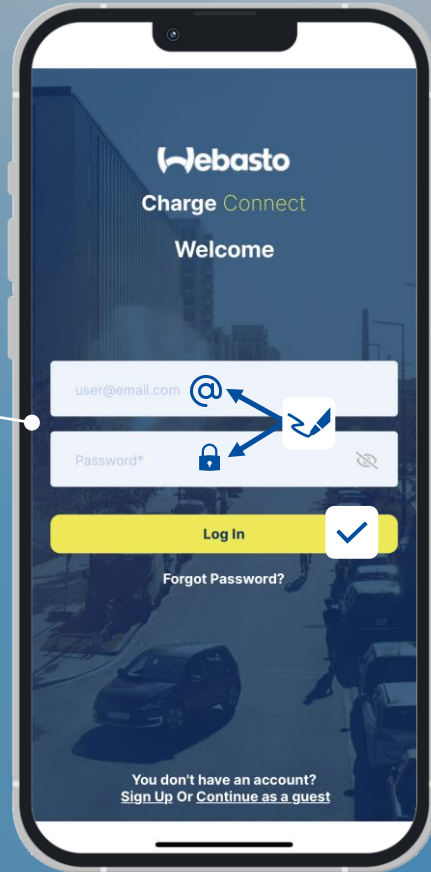 Webasto
Charge Connect
Welcome
user@email.com @
Password*
Log In
Forgot Password?
You don't have an account?
Sign Up Or Continue as a guest